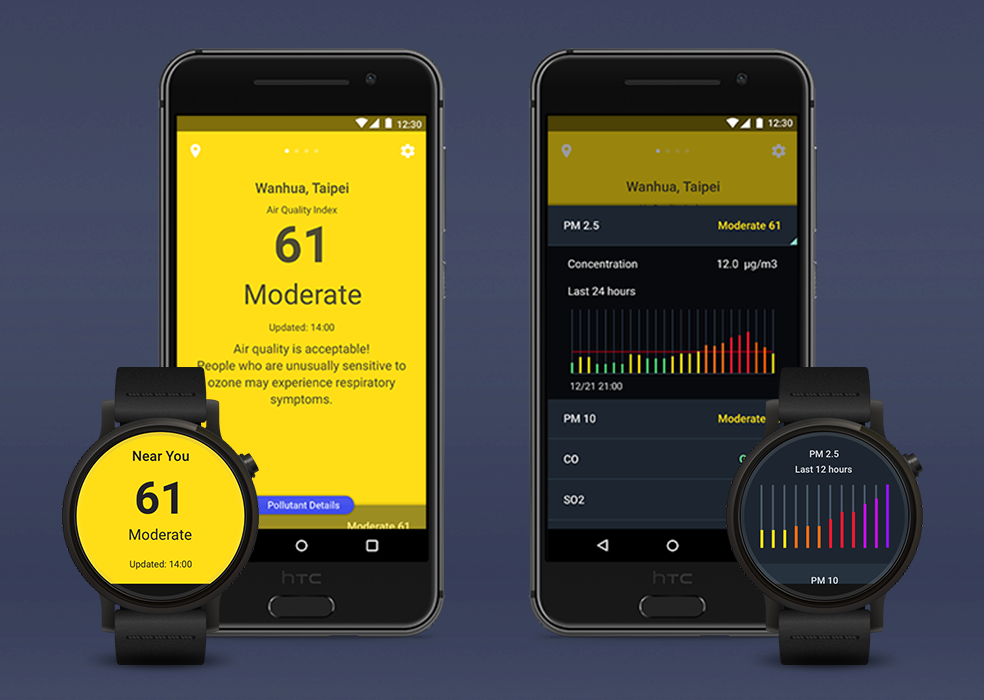 12:30
Wanhua, Taipei
Air Quality Index
61
Moderate
Updated: 14:00
Air quality is acceptable!
People who are unusually sensitive to
ozone may experience respiratory
symptoms.
Pollutant Details
Moderate 61
hTC
Near You
61
Moderate
Updated: 14:00
12:30
Wanhua, Taipei
PM 2.5 Moderate 61
Concentration 12.0 µg/m3
Last 24 hours
12/21 21:00
PM 10 Moderate
CO
SO2
hTC
PM 2.5
Last 12 hours
PM 10